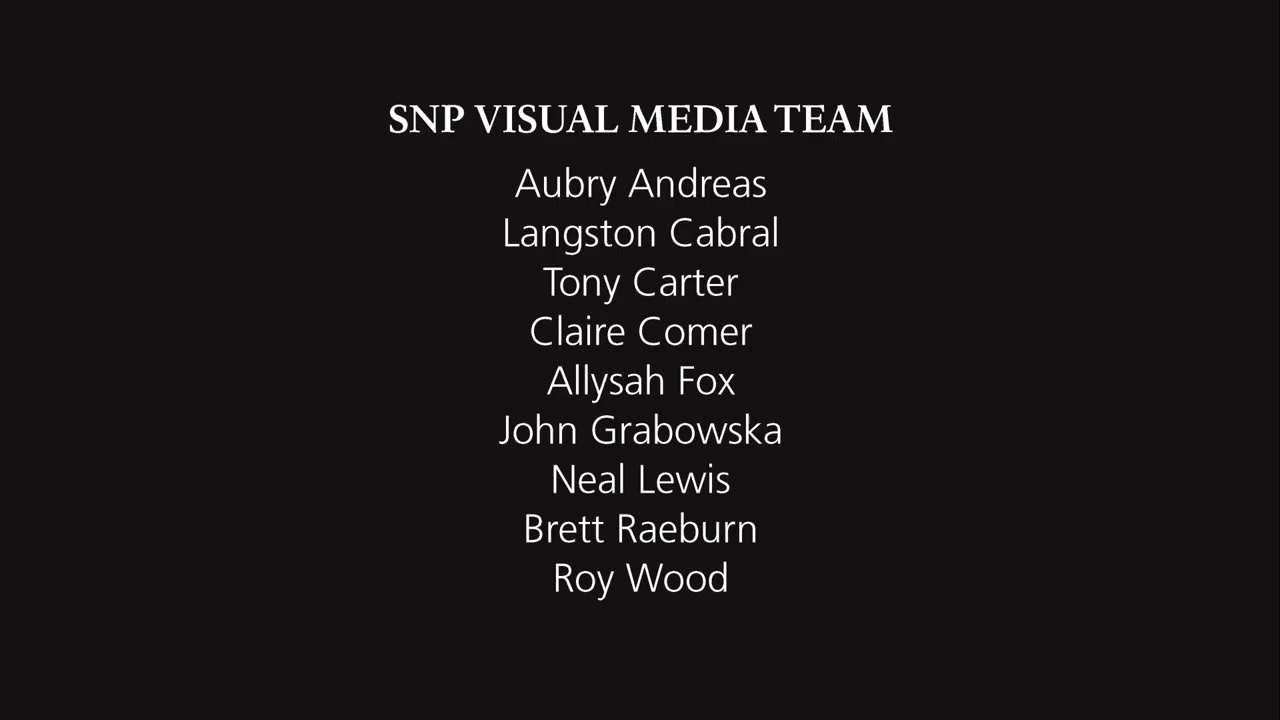 SNP VISUAL MEDIA TEAM
Aubry Andreas
Langston Cabral
Tony Carter
Claire Comer
Allysah Fox
John Grabowska
Neal Lewis
Brett Raeburn
Roy Wood